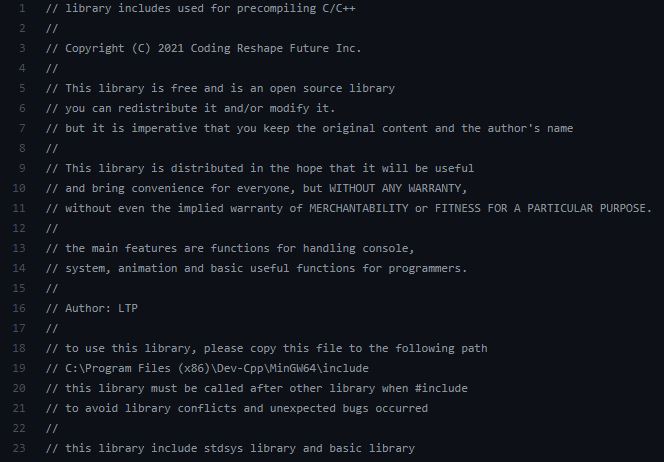 1 // library includes used for precompiling C/C++
2 //
3 // Copyright (C) 2021 Coding Reshape Future Inc.
4 //
5 // This library is free and is an open source library
6 // you can redistribute it and/or modify it.
7 // but it is imperative that you keep the original content and the author's name
8 //
9 // This library is distributed in the hope that it will be useful
10 // and bring convenience for everyone, but WITHOUT ANY WARRANTY,
11 // without even the implied warranty of MERCHANTABILITY or FITNESS FOR A PARTICULAR PURPOSE.
12 //
13 // the main features are functions for handling console,
14 // system, animation and basic useful functions for programmers.
15 //
16 // Author: LTP
17 //
18 // to use this library, please copy this file to the following path
19 // C:\Program Files (x86)\Dev-Cpp\MinGW64\include
20 // this library must be called after other library when #include
21 // to avoid library conflicts and unexpected bugs occurred
22 //
23 // this library include stdsys library and basic library